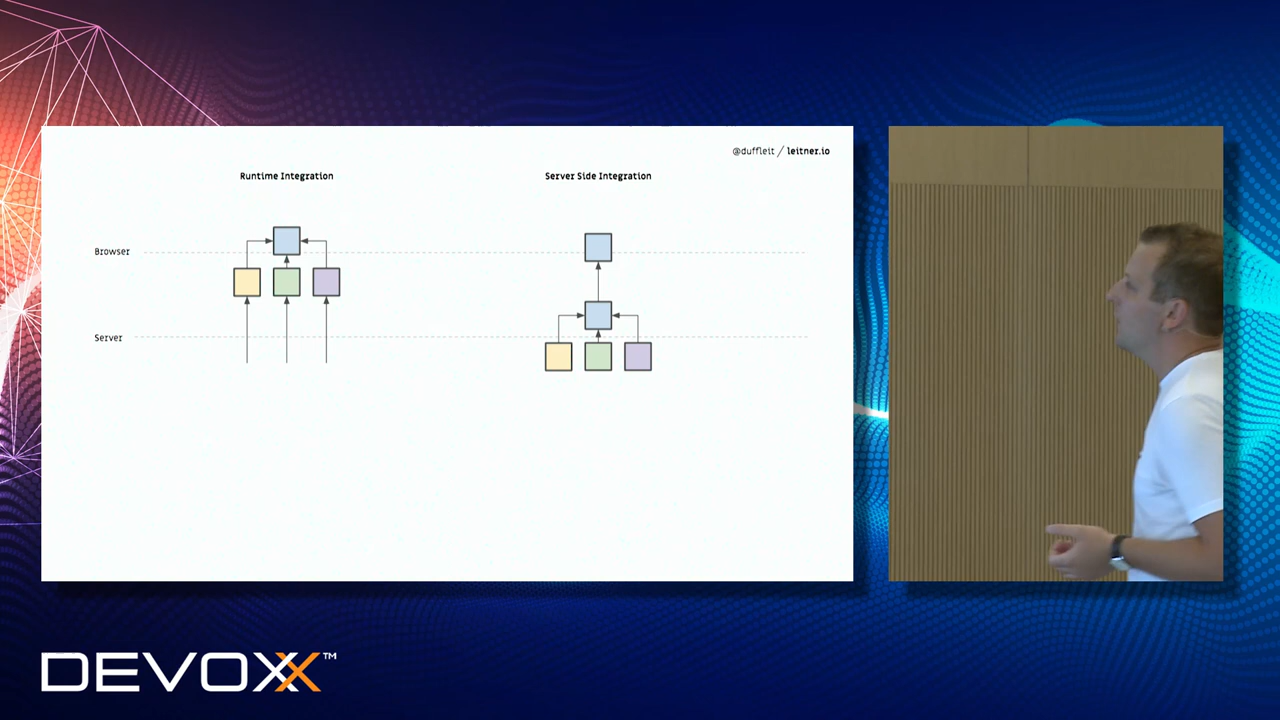 @duffleit / leitner.io
Runtime Integration
Server Side Integration
Browser
Server
DEVOXX™